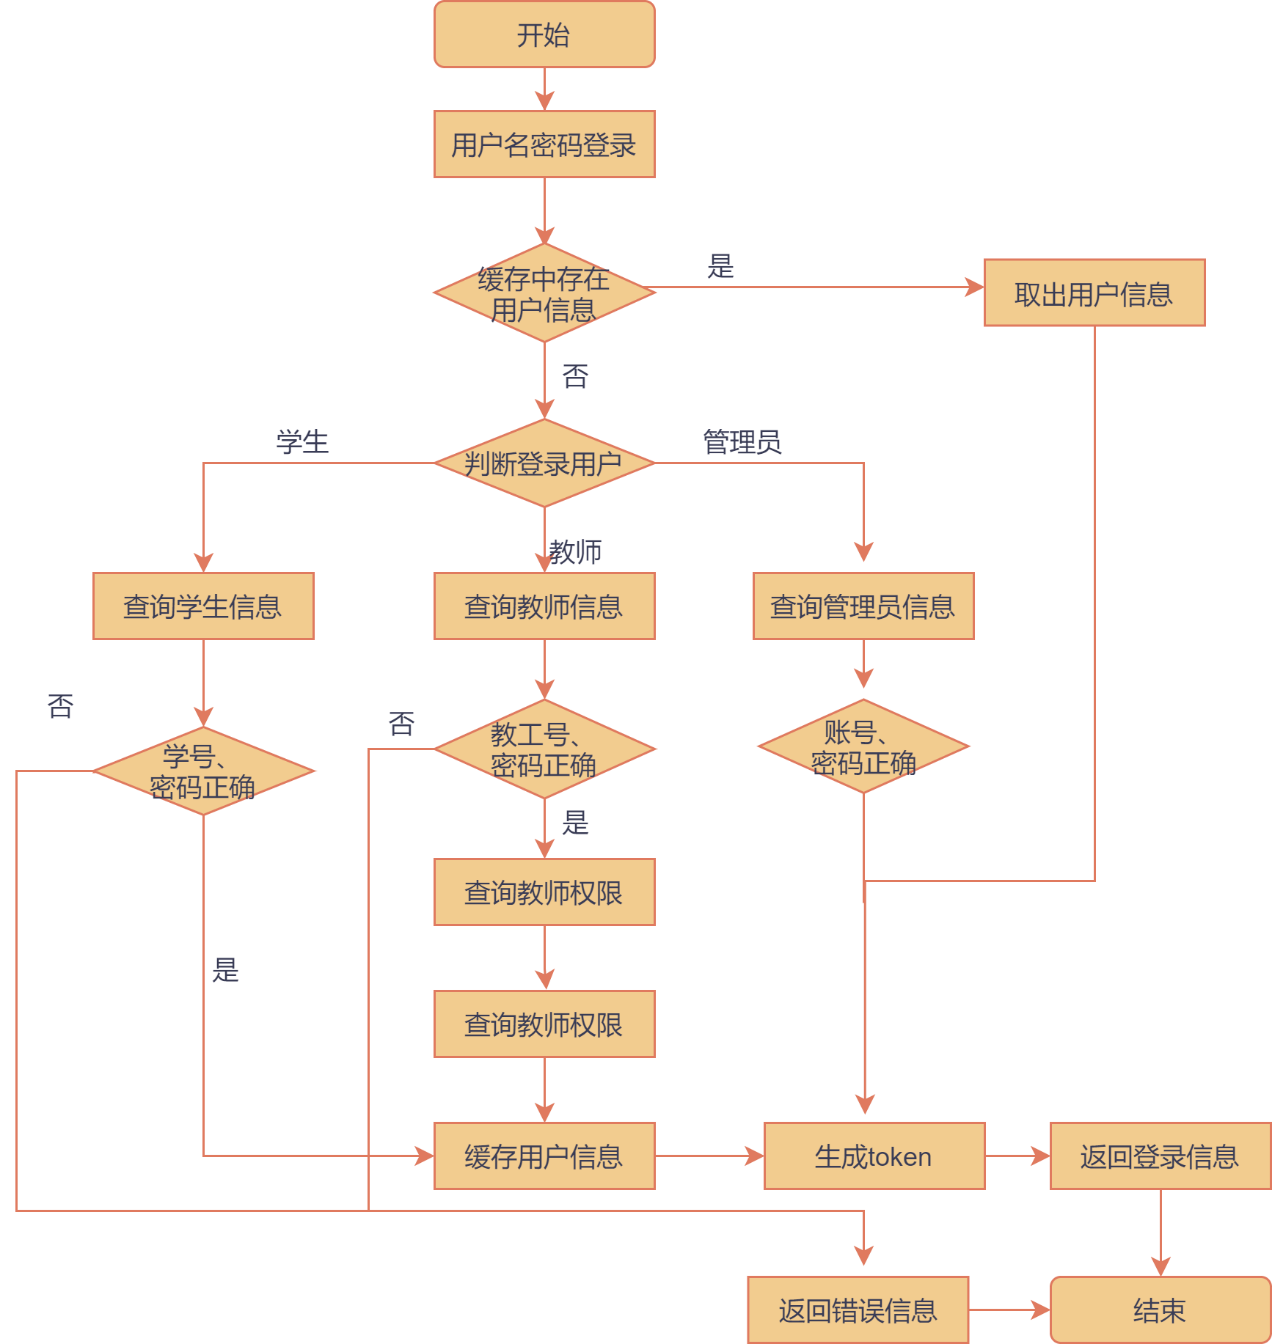 开始
用户名密码登录
缓存中存在
用户信息
是
取出用户信息
否
学生
判断登录用户
管理员
教师
查询学生信息
查询教师信息
查询管理员信息
否
学号、
密码正确
否
教工号、
密码正确
账号、
密码正确
是
查询教师权限
是
查询教师权限
缓存用户信息
生成token
返回登录信息
返回错误信息
结束